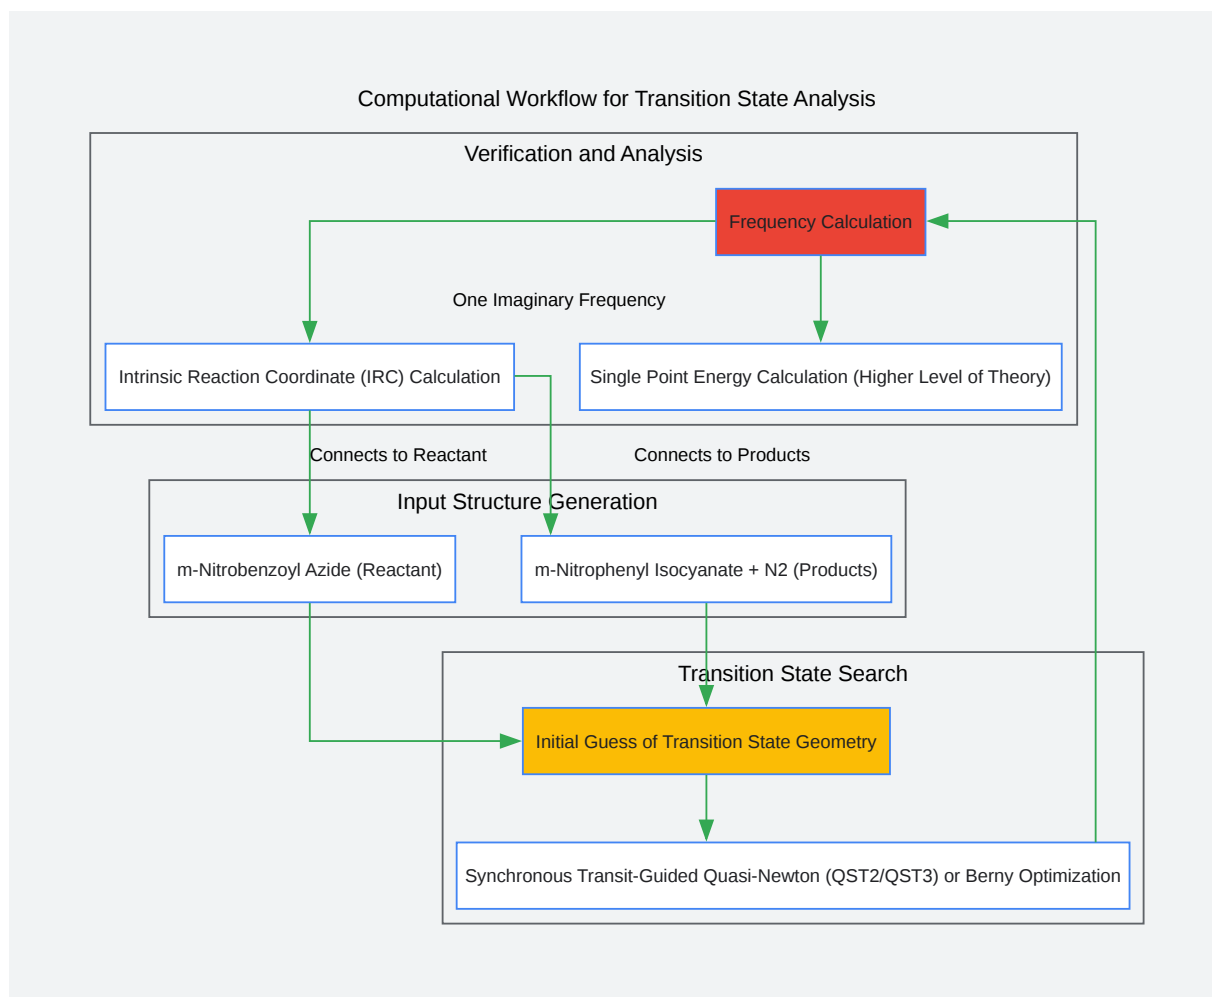 Computational Workflow for Transition State Analysis
Verification and Analysis
Frequency Calculation
One Imaginary Frequency
Intrinsic Reaction Coordinate (IRC) Calculation
Single Point Energy Calculation (Higher Level of Theory)
Connects to Reactant
Connects to Products
Input Structure Generation
m-Nitrobenzoyl Azide (Reactant)
m-Nitrophenyl Isocyanate + N2 (Products)
Transition State Search
Initial Guess of Transition State Geometry
Synchronous Transit-Guided Quasi-Newton (QST2/QST3) or Berny Optimization